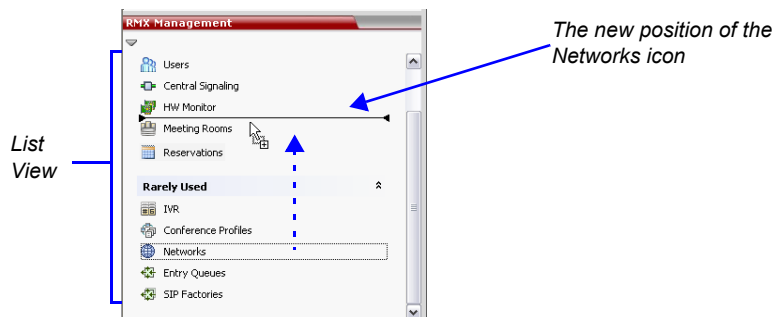 RMX Management
The new position of the
Networks icon
Users
Central Signaling
HW Monitor
Meeting Rooms
Reservations
List
View
Rarely Used
IVR
Conference Profiles
Networks
Entry Queues
SIP Factories